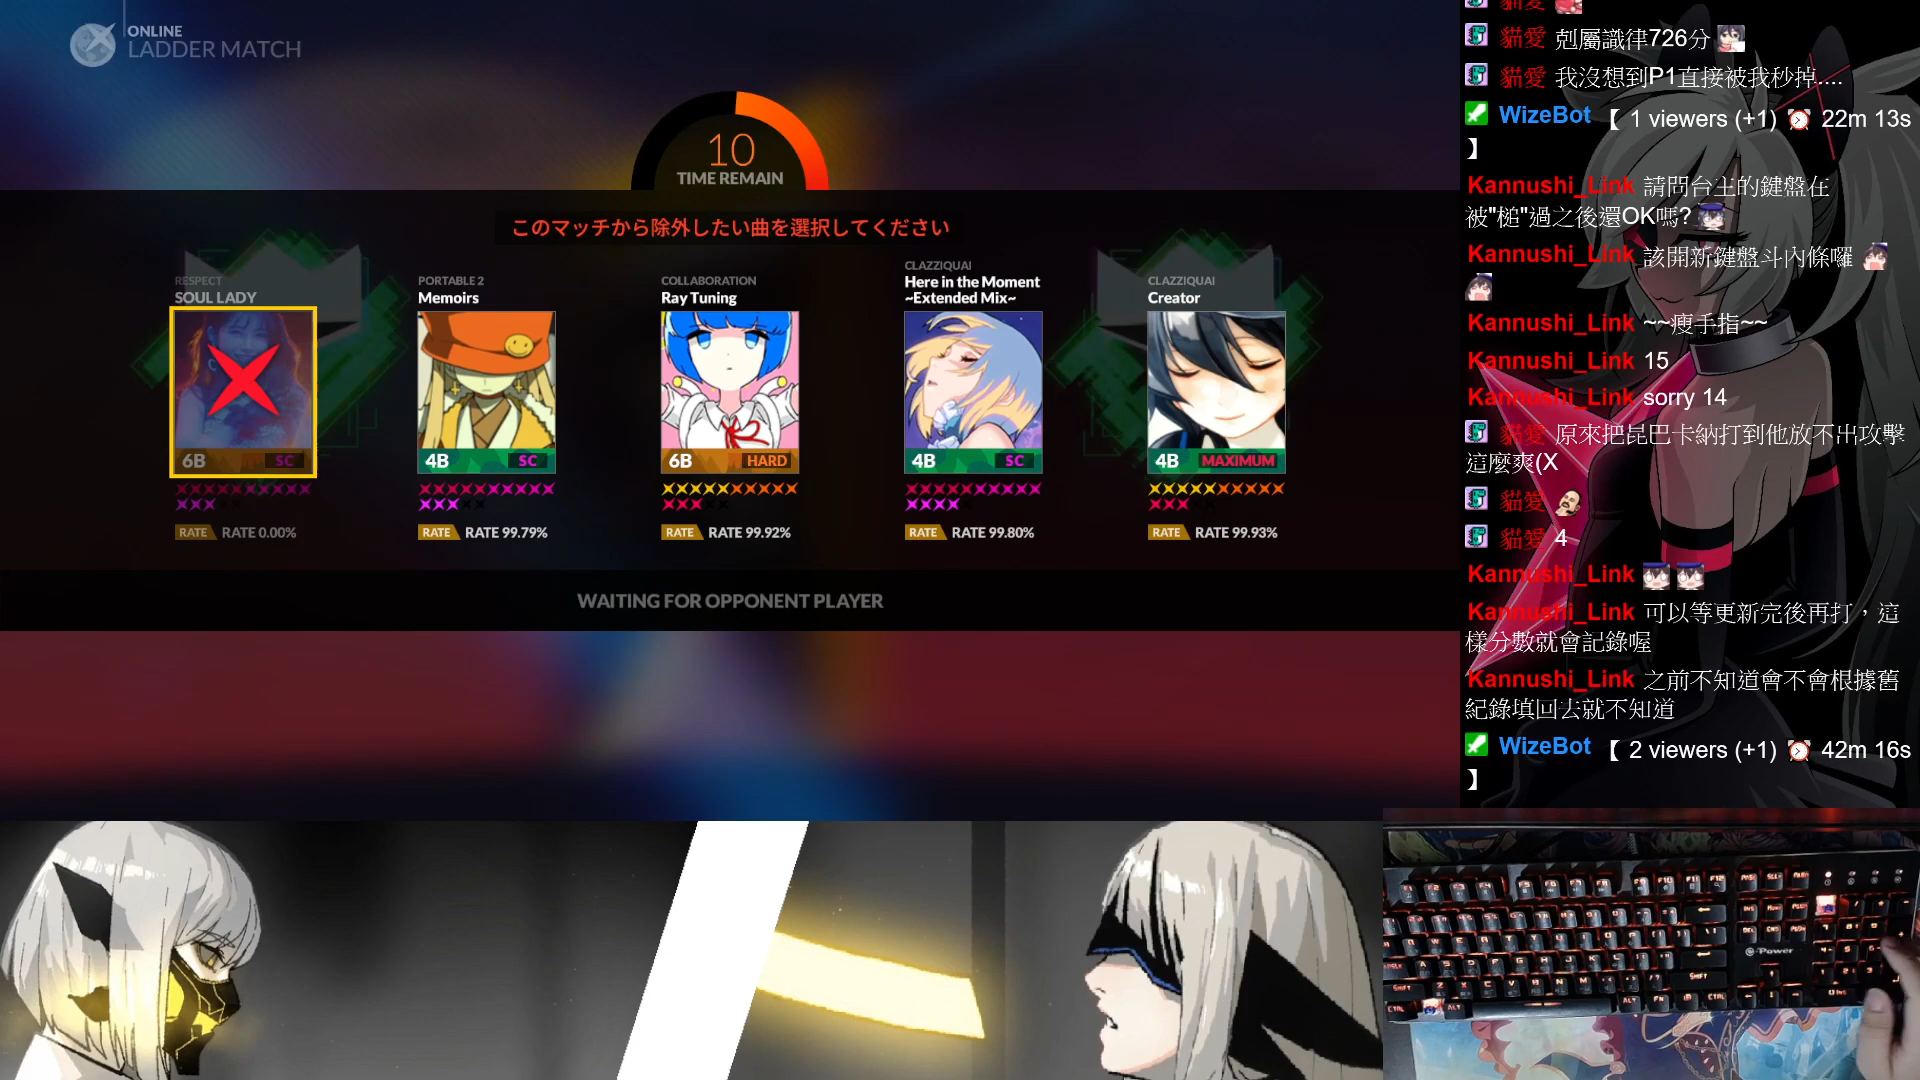 ONLINE
LADDER MATCH
10
TIME REMAIN
このマッチから除外したい曲を選択してください
RESPECT
SOUL LADY
6B SC
RATE RATE 0.00%
PORTABLE 2
Memoirs
4B SC
RATE RATE 99.79%
COLLABORATION
Ray Tuning
6B HARD
RATE RATE 99.92%
CLAZZIQUAI
Here in the Moment
~Extended Mix~
4B SC
RATE RATE 99.80%
CLAZZIQUAI
Creator
4B MAXIMUM
RATE RATE 99.93%
WAITING FOR OPPONENT PLAYER
貓愛
貓愛 剋屬識律726分
貓愛 我沒想到P1直接被我秒掉....
WizeBot 【 1 viewers (+1) ⏰ 22m 13s
】
Kannushi_Link 請問台主的鍵盤在
被"槌"過之後還OK嗎?
Kannushi_Link 該開新鍵盤斗內條囉
Kannushi_Link ~~瘦手指~~
Kannushi_Link 15
Kannushi_Link sorry 14
貓愛 原來把昆巴卡納打到他放不出攻擊
這麼爽(X
貓愛
貓愛 4
Kannushi_Link
Kannushi_Link 可以等更新完後再打，這
樣分數就會記錄喔
Kannushi_Link 之前不知道會不會根據舊
紀錄填回去就不知道
WizeBot 【 2 viewers (+1) ⏰ 42m 16s
】
e-Power